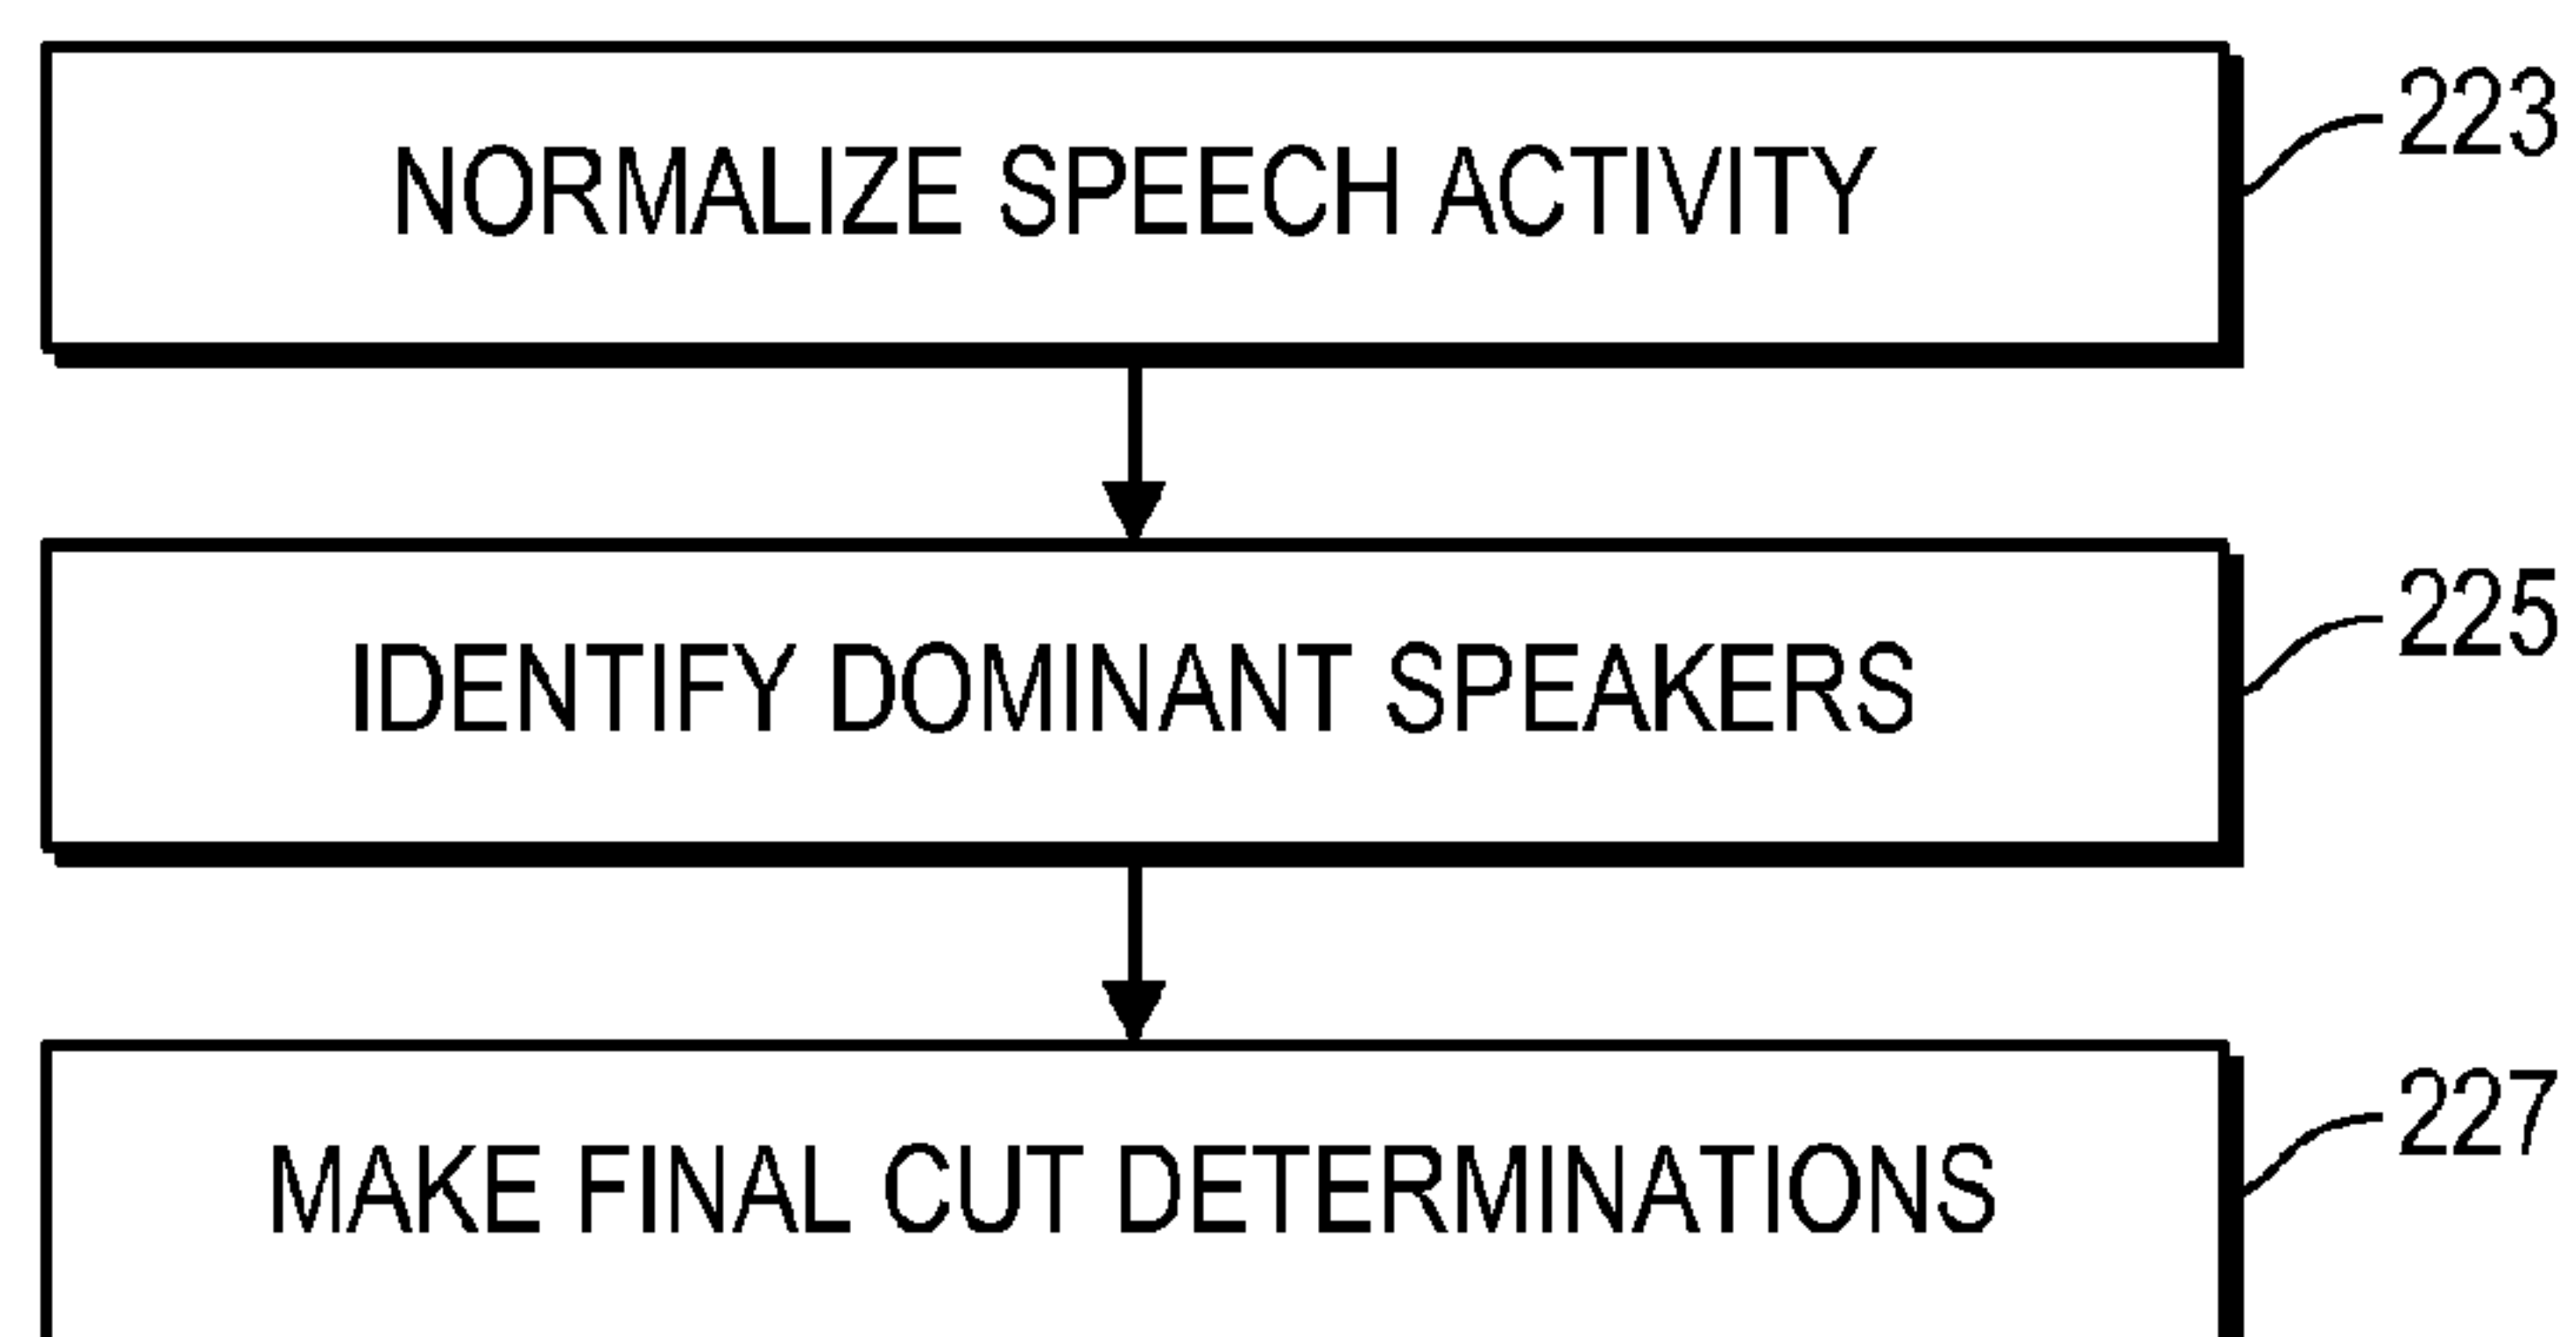 NORMALIZE SPEECH ACTIVITY
223
IDENTIFY DOMINANT SPEAKERS
225
MAKE FINAL CUT DETERMINATIONS
227